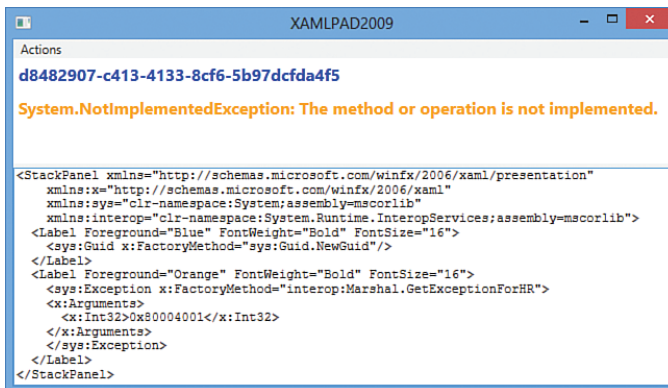 XAMLPAD2009
Actions
d8482907-c413-4133-8cf6-5b97dcfda4f5
System.NotImplementedException: The method or operation is not implemented.
<StackPanel xmlns="http://schemas.microsoft.com/winfx/2006/xaml/presentation"
    xmlns:x="http://schemas.microsoft.com/winfx/2006/xaml"
    xmlns:sys="clr-namespace:System;assembly=mscorlib"
    xmlns:interop="clr-namespace:System.Runtime.InteropServices;assembly=mscorlib">
  <Label Foreground="Blue" FontWeight="Bold" FontSize="16">
    <sys:Guid x:FactoryMethod="sys:Guid.NewGuid"/>
  </Label>
  <Label Foreground="Orange" FontWeight="Bold" FontSize="16">
    <sys:Exception x:FactoryMethod="interop:Marshal.GetExceptionForHR">
    <x:Arguments>
      <x:Int32>0x80004001</x:Int32>
    </x:Arguments>
    </sys:Exception>
  </Label>
</StackPanel>